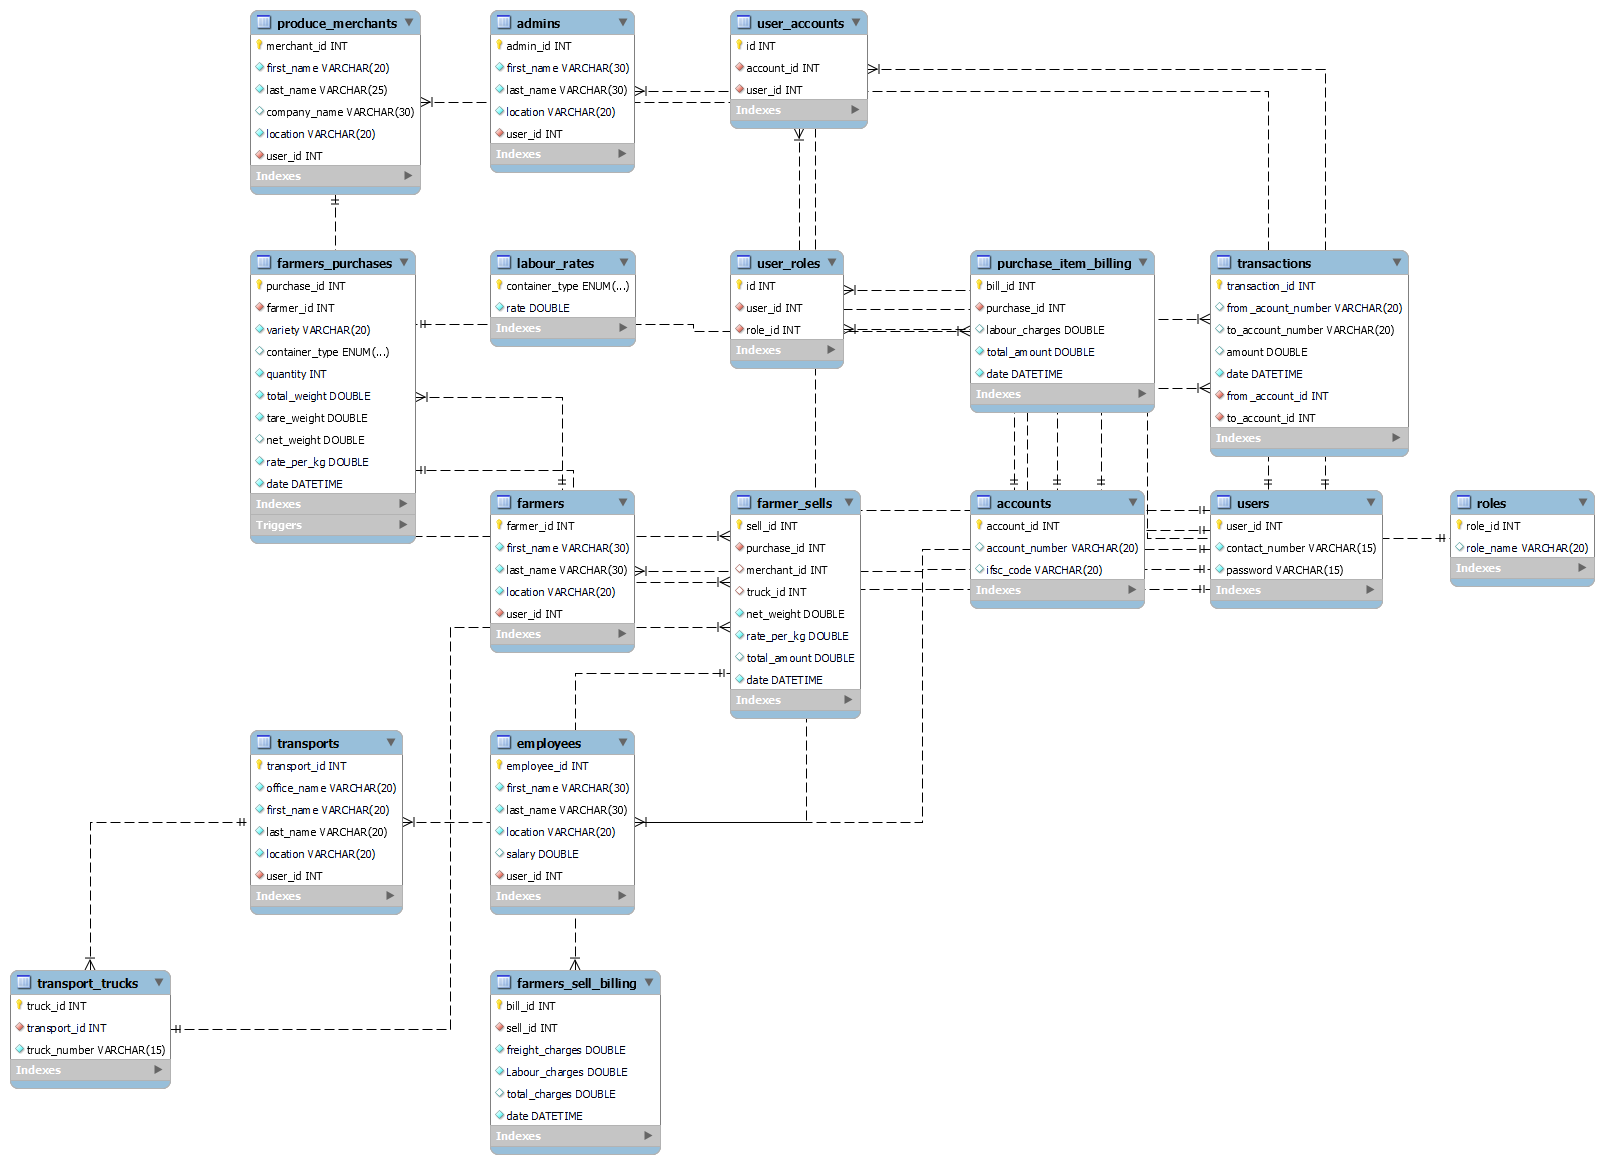 produce_merchants
merchant_id INT
first_name VARCHAR(20)
last_name VARCHAR(25)
company_name VARCHAR(30)
location VARCHAR(20)
user_id INT
Indexes
admins
admin_id INT
first_name VARCHAR(30)
last_name VARCHAR(30)
location VARCHAR(20)
user_id INT
Indexes
user_accounts
id INT
account_id INT
user_id INT
Indexes
farmers_purchases
purchase_id INT
farmer_id INT
variety VARCHAR(20)
container_type ENUM(...)
quantity INT
total_weight DOUBLE
tare_weight DOUBLE
net_weight DOUBLE
rate_per_kg DOUBLE
date DATETIME
Indexes
Triggers
labour_rates
container_type ENUM(...)
rate DOUBLE
Indexes
user_roles
id INT
user_id INT
role_id INT
Indexes
purchase_item_billing
bill_id INT
purchase_id INT
labour_charges DOUBLE
total_amount DOUBLE
date DATETIME
Indexes
transactions
transaction_id INT
from_acount_number VARCHAR(20)
to_account_number VARCHAR(20)
amount DOUBLE
date DATETIME
from_account_id INT
to_account_id INT
Indexes
farmers
farmer_id INT
first_name VARCHAR(30)
last_name VARCHAR(30)
location VARCHAR(20)
user_id INT
Indexes
farmer_sells
sell_id INT
purchase_id INT
merchant_id INT
truck_id INT
net_weight DOUBLE
rate_per_kg DOUBLE
total_amount DOUBLE
date DATETIME
Indexes
accounts
account_id INT
account_number VARCHAR(20)
ifsc_code VARCHAR(20)
Indexes
users
user_id INT
contact_number VARCHAR(15)
password VARCHAR(15)
Indexes
roles
role_id INT
role_name VARCHAR(20)
Indexes
transports
transport_id INT
office_name VARCHAR(20)
first_name VARCHAR(20)
last_name VARCHAR(20)
location VARCHAR(20)
user_id INT
Indexes
employees
employee_id INT
first_name VARCHAR(30)
last_name VARCHAR(30)
location VARCHAR(20)
salary DOUBLE
user_id INT
Indexes
transport_trucks
truck_id INT
transport_id INT
truck_number VARCHAR(15)
Indexes
farmers_sell_billing
bill_id INT
sell_id INT
freight_charges DOUBLE
Labour_charges DOUBLE
total_charges DOUBLE
date DATETIME
Indexes